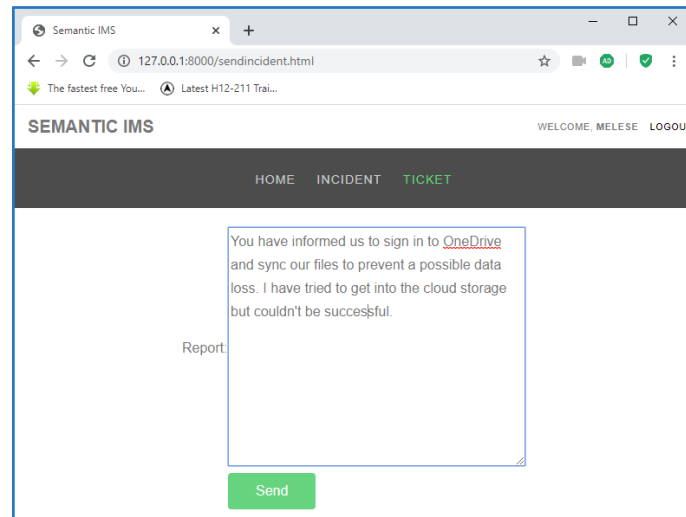 Semantic IMS
127.0.0.1:8000/sendincident.html
AD
The fastest free You... Latest H12-211 Trai...
SEMANTIC IMS WELCOME, MELESE LOGOU
HOME INCIDENT TICKET
You have informed us to sign in to OneDrive
and sync our files to prevent a possible data
loss. I have tried to get into the cloud storage
but couldn't be successful.
Report:
Send